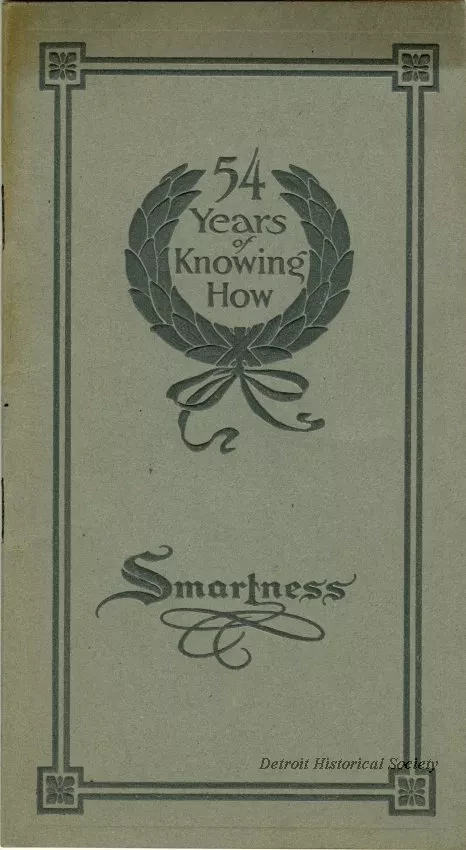 54
Years
of
Knowing
How
Smartness
Detroit Historical Society